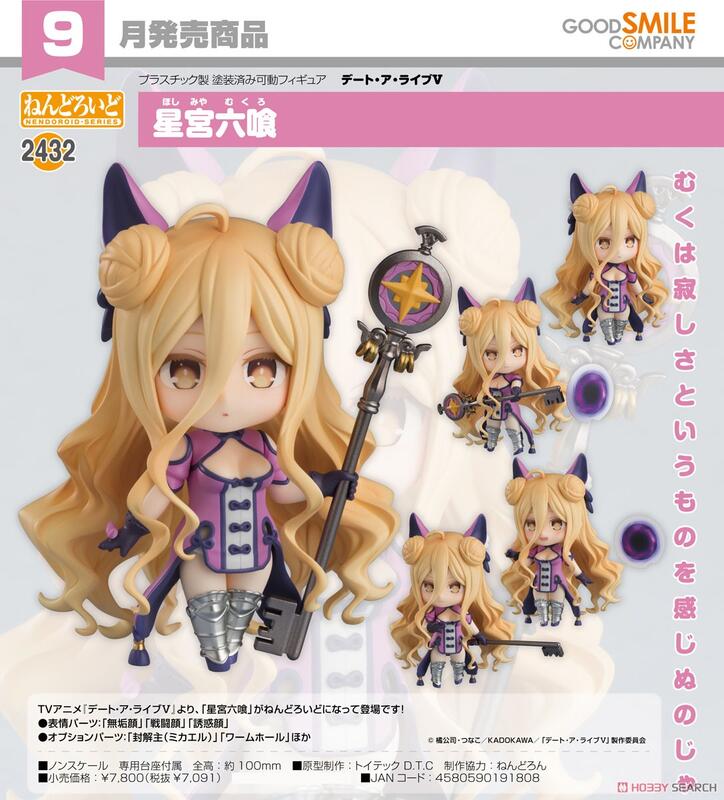 9 月発売商品
GOOD SMILE
COMPANY
プラスチック製 塗装済み可動フィギュア デート・ア・ライブV
ねんどろいど
NENDOROID-SERIES
2432
ほし みや むくろ
星宮六喰
むくは寂しさというものを感じぬのじゃ
TVアニメ『デート・ア・ライブV』より、「星宮六喰」がねんどろいどになって登場です!
●表情パーツ:「無垢顔」「戦闘顔」「誘惑顔」
●オプションパーツ:「封解主(ミカエル)」「ワームホール」ほか
© 橘公司・つなこ/KADOKAWA/「デート・ア・ライブV」製作委員会
■ノンスケール 専用台座付属 全高:約100mm ■原型制作:トイテック D.T.C 制作協力:ねんどろん
■小売価格:¥7,800(税抜 ¥7,091) ■JANコード:4580590191808
HOBBY SEARCH